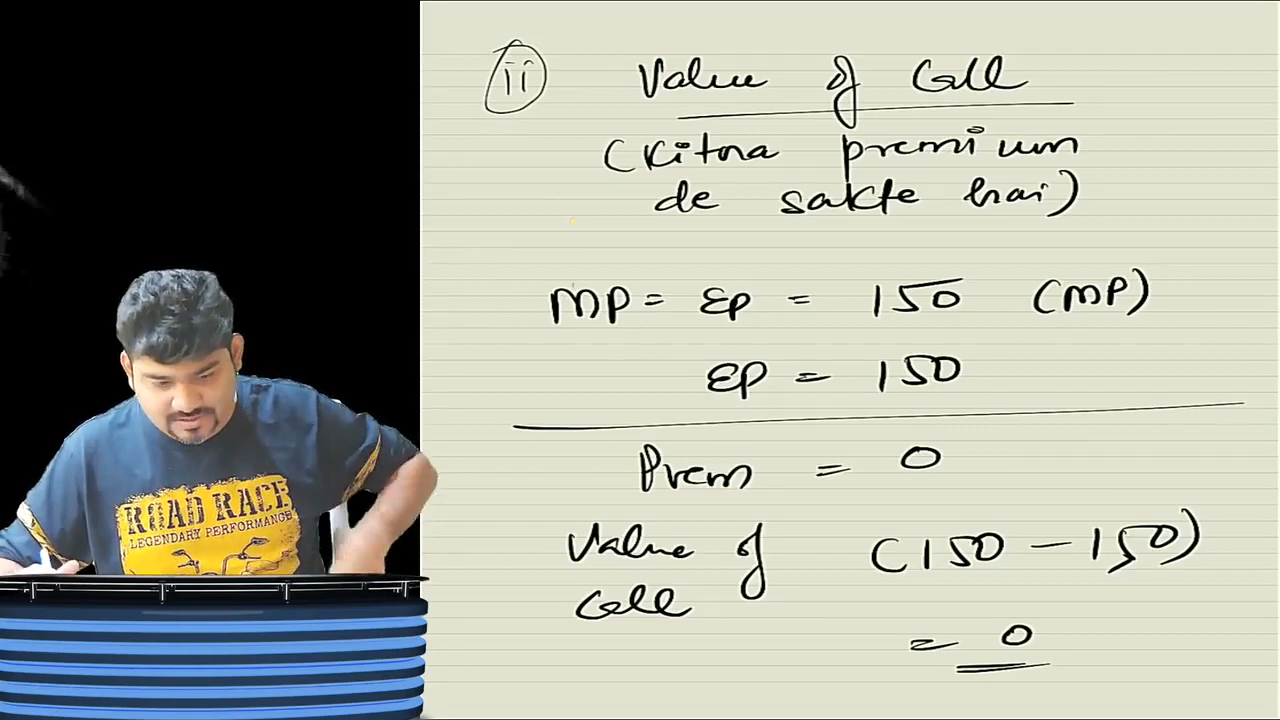 ii Value of Call
(Kitna premium
de sakte hai)
MP = EP = 150 (MP)
EP = 150
Prem = 0
Value of (150 - 150)
Call
= 0
ROAD RACE
LEGENDARY PERFORMANCE